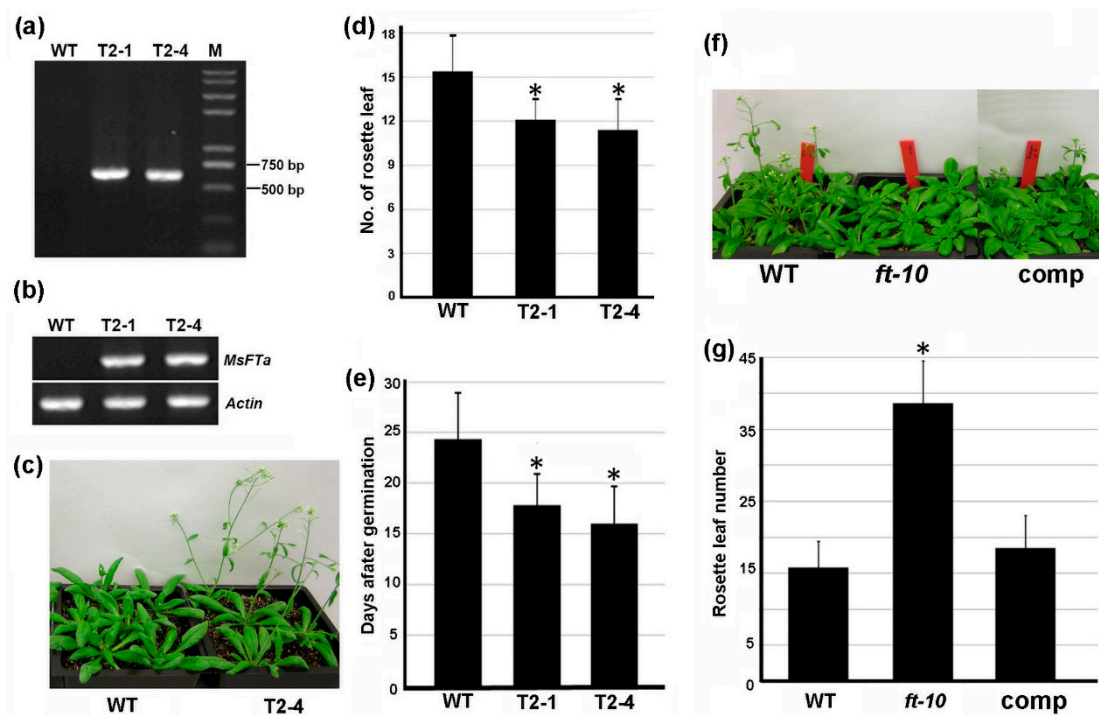 (a)
WT T2-1 T2-4 M
750 bp
500 bp
(b)
WT T2-1 T2-4
MsFTa
Actin
(c)
WT T2-4
(d)
No. of rosette leaf
18
15
12
9
6
3
0
WT T2-1 T2-4
* *
(e)
Days afater germination
30
25
20
15
10
5
0
WT T2-1 T2-4
* *
(f)
WT ft-10 comp
(g)
Rosette leaf number
45
35
25
15
5
WT ft-10 comp
*